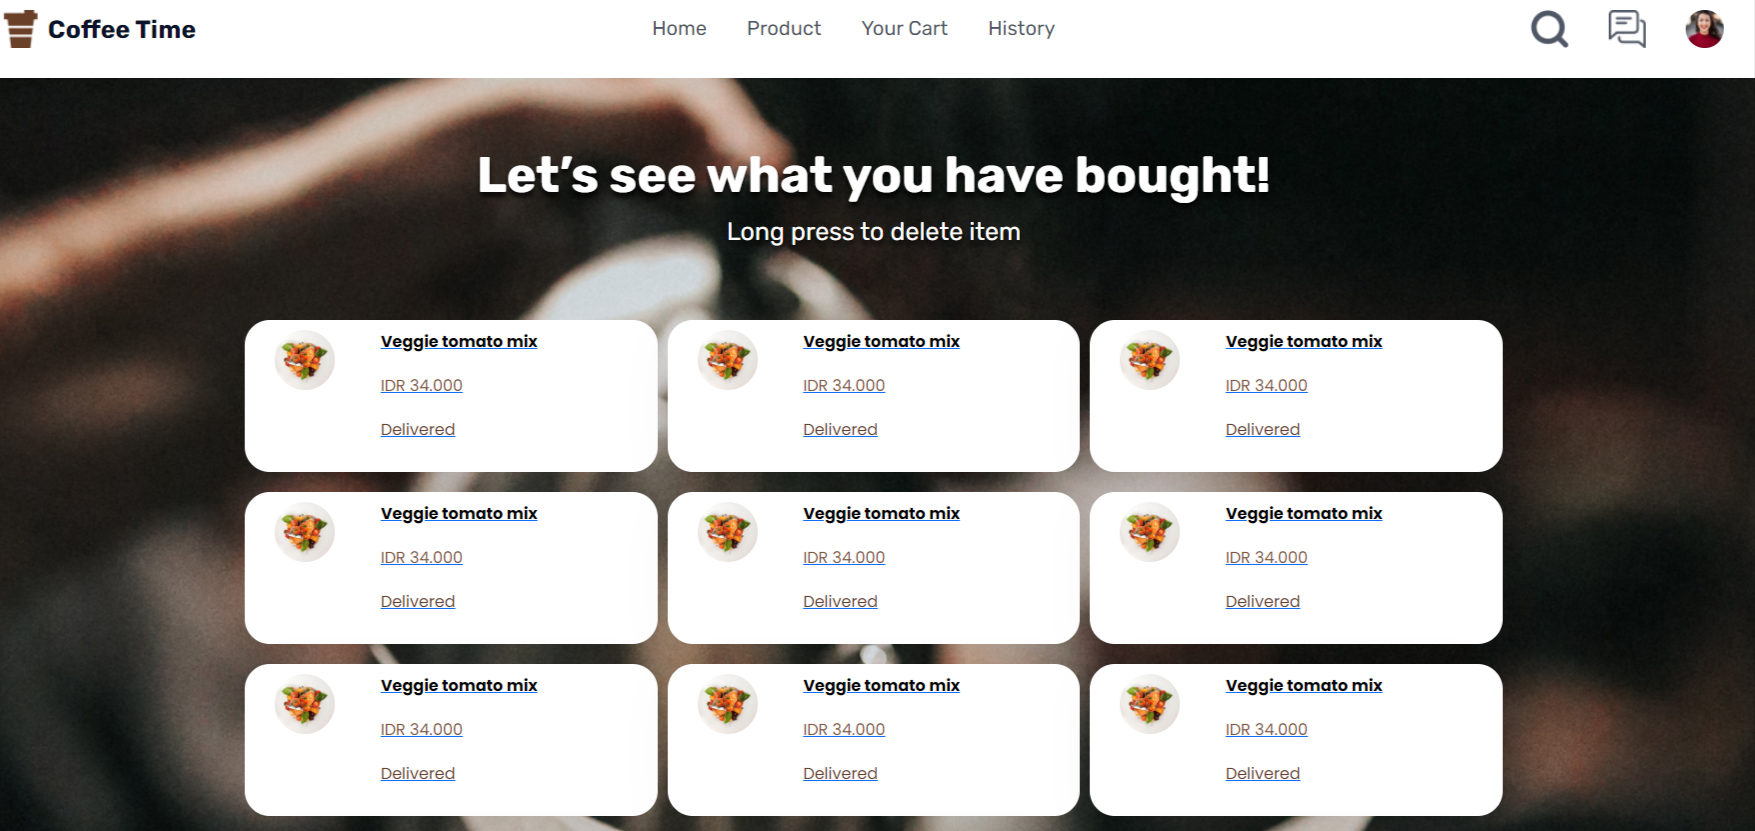 Coffee Time
Home Product Your Cart History
Let's see what you have bought!
Long press to delete item
Veggie tomato mix
IDR 34.000
Delivered
Veggie tomato mix
IDR 34.000
Delivered
Veggie tomato mix
IDR 34.000
Delivered
Veggie tomato mix
IDR 34.000
Delivered
Veggie tomato mix
IDR 34.000
Delivered
Veggie tomato mix
IDR 34.000
Delivered
Veggie tomato mix
IDR 34.000
Delivered
Veggie tomato mix
IDR 34.000
Delivered
Veggie tomato mix
IDR 34.000
Delivered